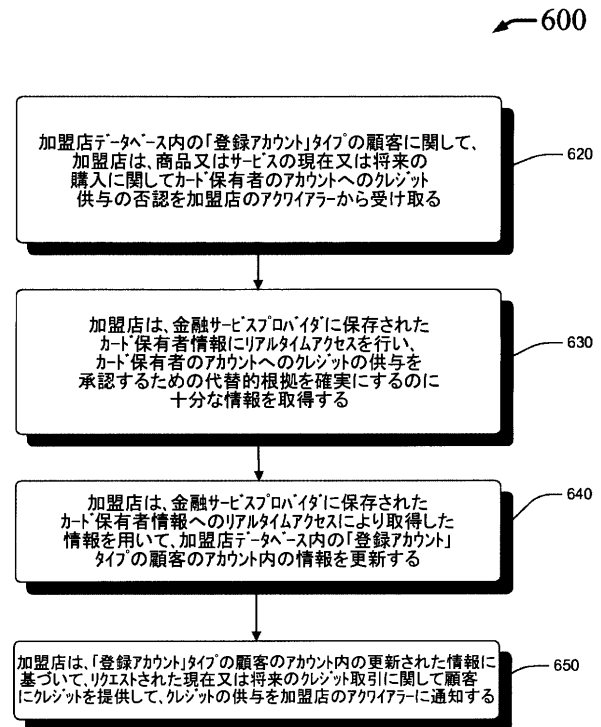 600
加盟店ﾃﾞｰﾀﾍﾞｰｽ内の「登録ｱｶｳﾝﾄ」ﾀｲﾌﾟの顧客に関して、
加盟店は、商品又はｻｰﾋﾞｽの現在又は将来の
購入に関してｶｰﾄﾞ保有者のｱｶｳﾝﾄへのｸﾚｼﾞｯﾄ
供与の否認を加盟店のｱｸﾜｲｱﾗｰから受け取る
620
加盟店は、金融ｻｰﾋﾞｽﾌﾟﾛﾊﾞｲﾀﾞに保存された
ｶｰﾄﾞ保有者情報にﾘｱﾙﾀｲﾑｱｸｾｽを行い、
ｶｰﾄﾞ保有者のｱｶｳﾝﾄへのｸﾚｼﾞｯﾄの供与を
承認するための代替的根拠を確実にするのに
十分な情報を取得する
630
加盟店は、金融ｻｰﾋﾞｽﾌﾟﾛﾊﾞｲﾀﾞに保存された
ｶｰﾄﾞ保有者情報へのﾘｱﾙﾀｲﾑｱｸｾｽにより取得した
情報を用いて、加盟店ﾃﾞｰﾀﾍﾞｰｽ内の「登録ｱｶｳﾝﾄ」
ﾀｲﾌﾟの顧客のｱｶｳﾝﾄ内の情報を更新する
640
加盟店は、「登録ｱｶｳﾝﾄ」ﾀｲﾌﾟの顧客のｱｶｳﾝﾄ内の更新された情報に
基づいて、ﾘｸｴｽﾄされた現在又は将来のｸﾚｼﾞｯﾄ取引に関して顧客
にｸﾚｼﾞｯﾄを提供して、ｸﾚｼﾞｯﾄの供与を加盟店のｱｸﾜｲｱﾗｰに通知する
650